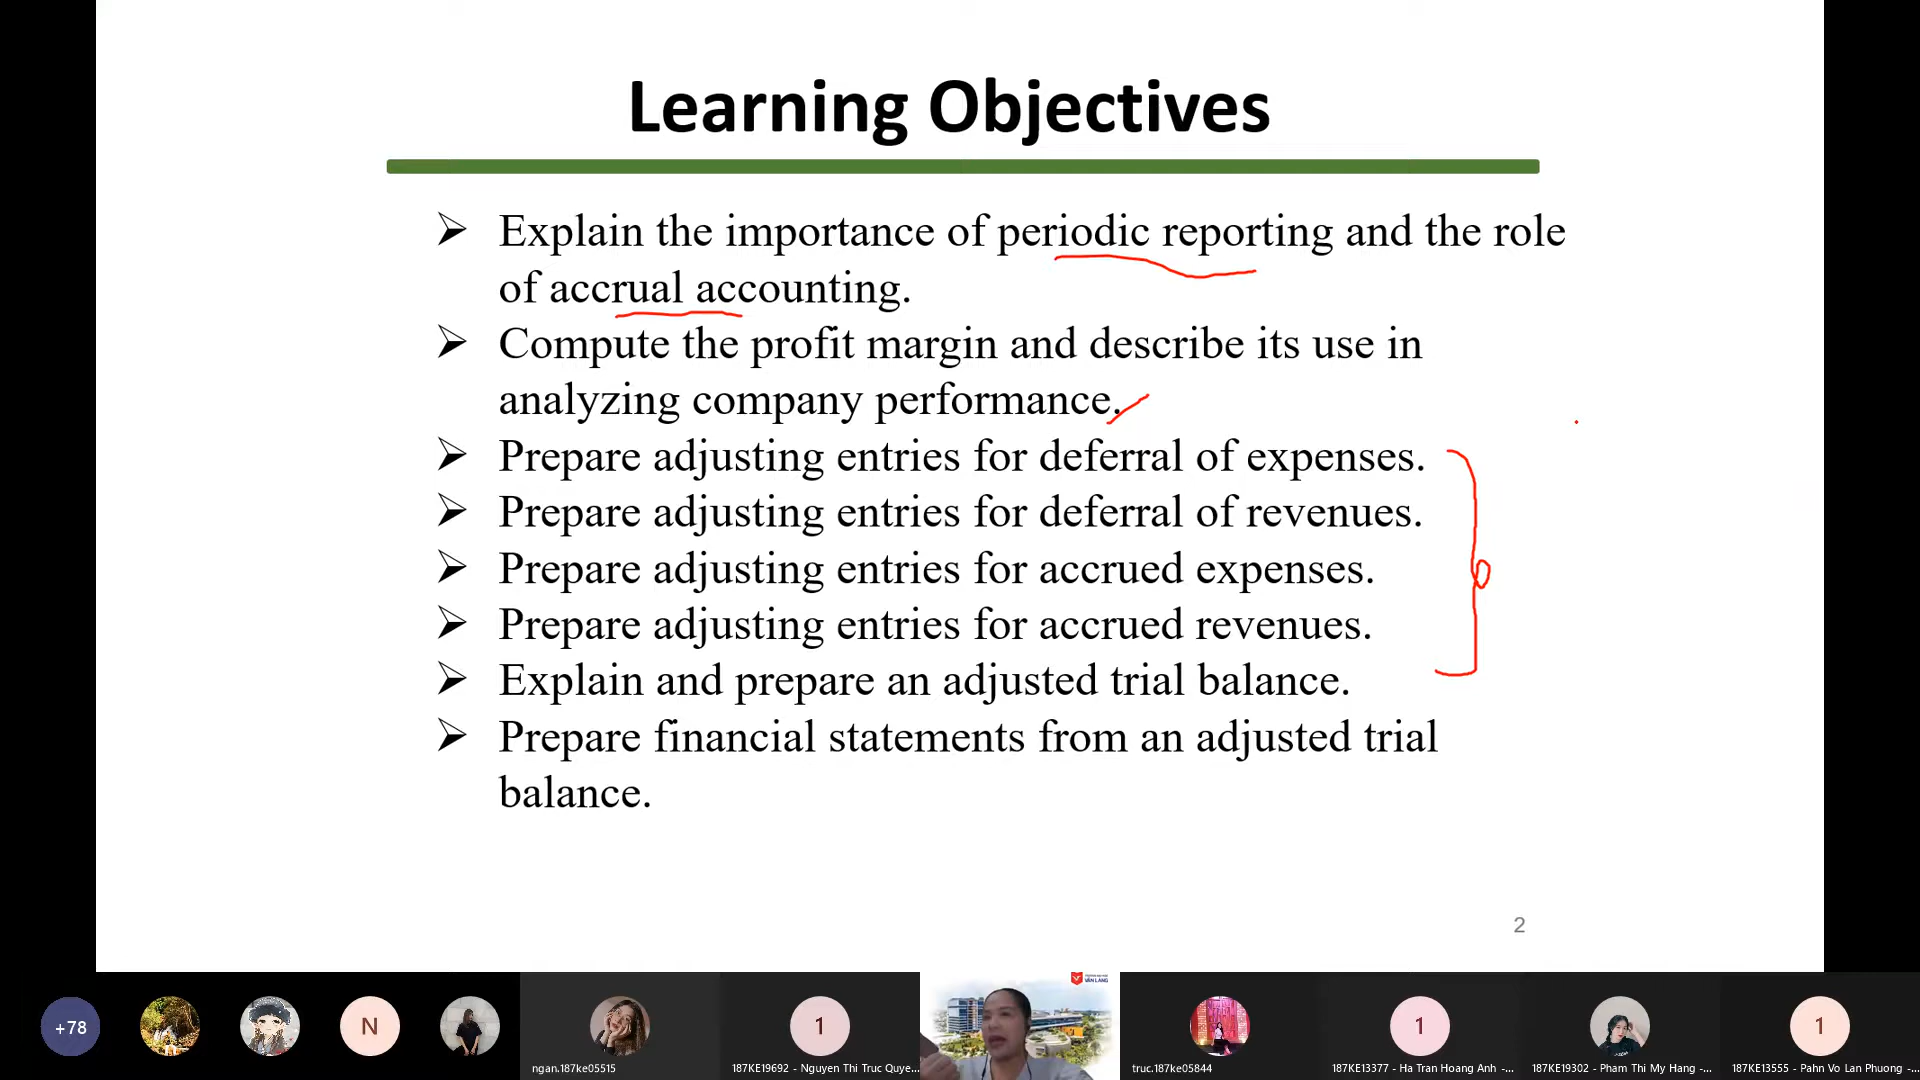 Learning Objectives
Explain the importance of periodic reporting and the role
of accrual accounting.
Compute the profit margin and describe its use in
analyzing company performance.
Prepare adjusting entries for deferral of expenses.
Prepare adjusting entries for deferral of revenues.
Prepare adjusting entries for accrued expenses.
Prepare adjusting entries for accrued revenues.
Explain and prepare an adjusted trial balance.
Prepare financial statements from an adjusted trial
balance.
2
+78
N
1
1
1
VAN LANG
ngan.187ke05515
187KE19692 - Nguyen Thi Truc Quye...
truc.187ke05844
187KE13377 - Ha Tran Hoang Anh -...
187KE19302 - Pham Thi My Hang -...
187KE13555 - Pahn Vo Lan Phuong -...